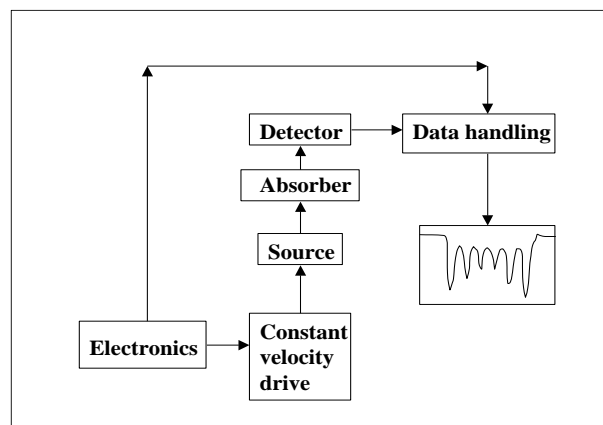 Detector
Data handling
Absorber
Source
Electronics
Constant
velocity
drive